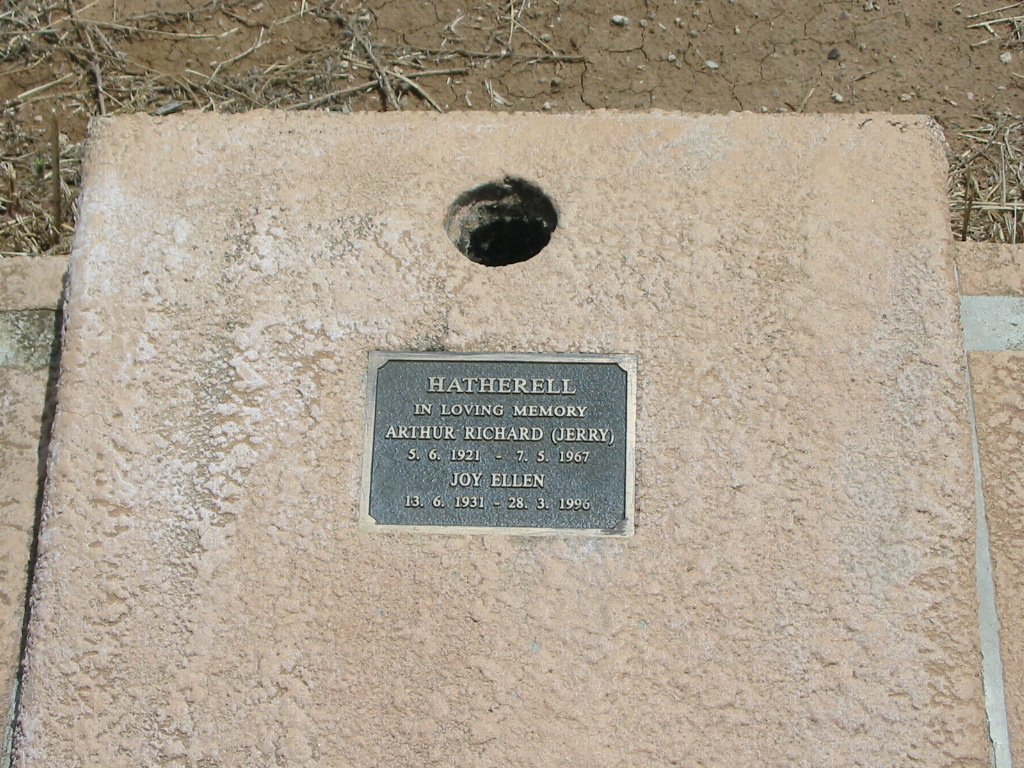 HATHERELL
IN LOVING MEMORY
ARTHUR RICHARD (JERRY)
5. 6. 1921 - 7. 5. 1967
JOY ELLEN
13. 6. 1931 - 28. 3. 1996